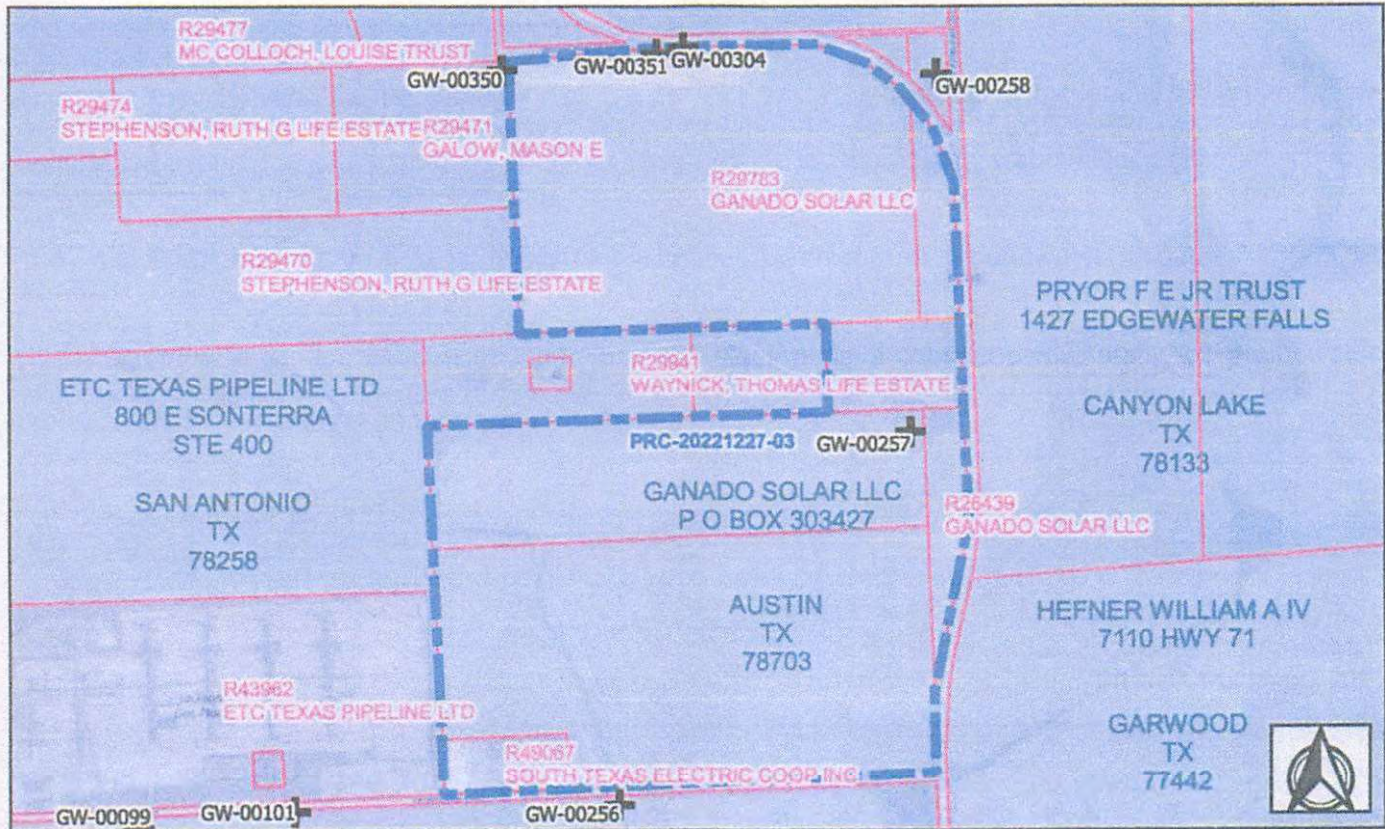 R29477
MC COLLOCH, LOUISE TRUST
GW-00350
GW-00351
GW-00304
GW-00258
R29474
STEPHENSON, RUTH G LIFE ESTATE
R29471
GALOW, MASON E
R29783
GANADO SOLAR LLC
R29470
STEPHENSON, RUTH G LIFE ESTATE
PRYOR F E JR TRUST
1427 EDGEWATER FALLS
CANYON LAKE
TX
78133
R29941
WAYNICK, THOMAS LIFE ESTATE
ETC TEXAS PIPELINE LTD
800 E SONTERRA
STE 400
SAN ANTONIO
TX
78258
PRC-20221227-03
GW-00257
GANADO SOLAR LLC
P O BOX 303427
AUSTIN
TX
78703
R26439
GANADO SOLAR LLC
HEFNER WILLIAM A IV
7110 HWY 71
GARWOOD
TX
77442
R43962
ETC TEXAS PIPELINE LTD
R49067
SOUTH TEXAS ELECTRIC COOP INC
GW-00099
GW-00101
GW-00256